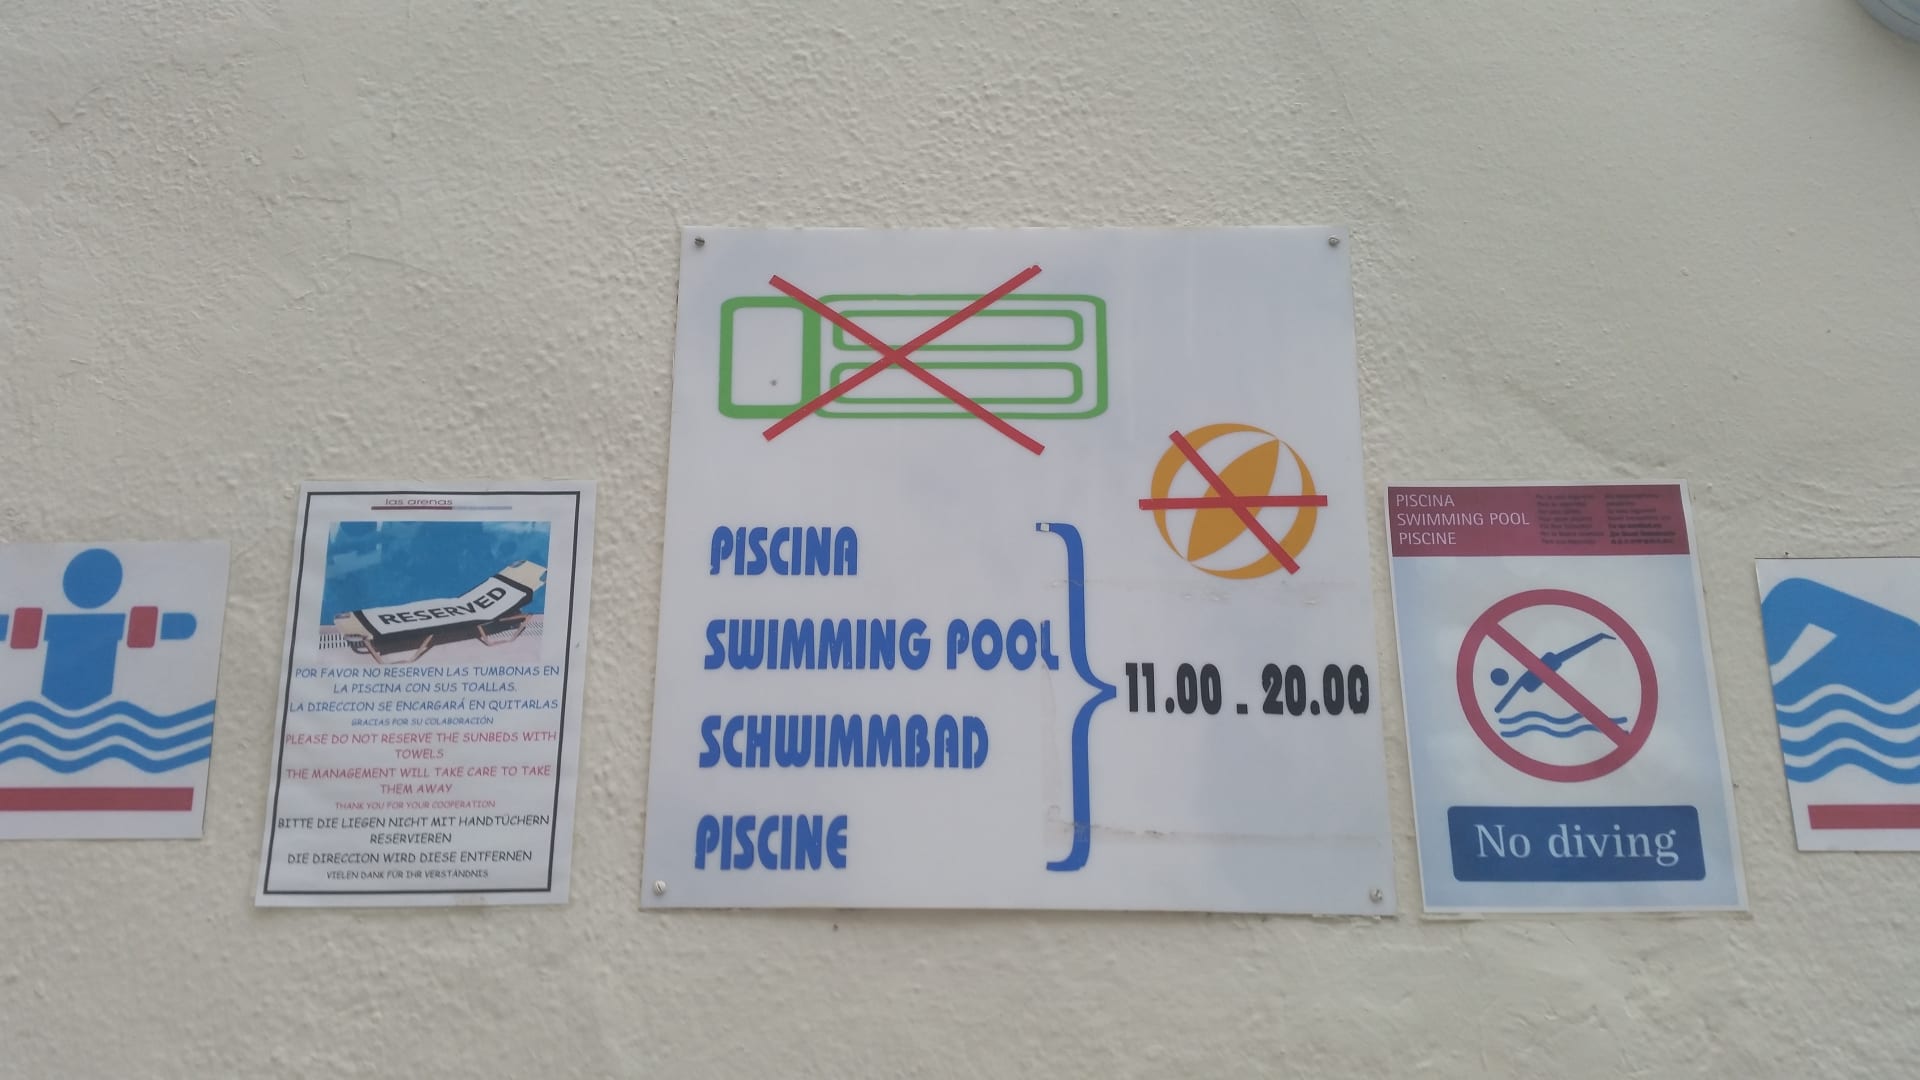 las arenas
RESERVED
POR FAVOR NO RESERVEN LAS TUMBONAS EN
LA PISCINA CON SUS TOALLAS.
LA DIRECCION SE ENCARGARÁ EN QUITARLAS
GRACIAS POR SU COLABORACIÓN
PLEASE DO NOT RESERVE THE SUNBEDS WITH
TOWELS
THE MANAGEMENT WILL TAKE CARE TO TAKE
THEM AWAY
THANK YOU FOR YOUR COOPERATION
BITTE DIE LIEGEN NICHT MIT HANDTÜCHERN
RESERVIEREN
DIE DIRECCION WIRD DIESE ENTFERNEN
VIELEN DANK FÜR IHR VERSTÄNDNIS
PISCINA
SWIMMING POOL
SCHWIMMBAD
PISCINE
11.00 - 20.00
PISCINA
SWIMMING POOL
PISCINE
No diving